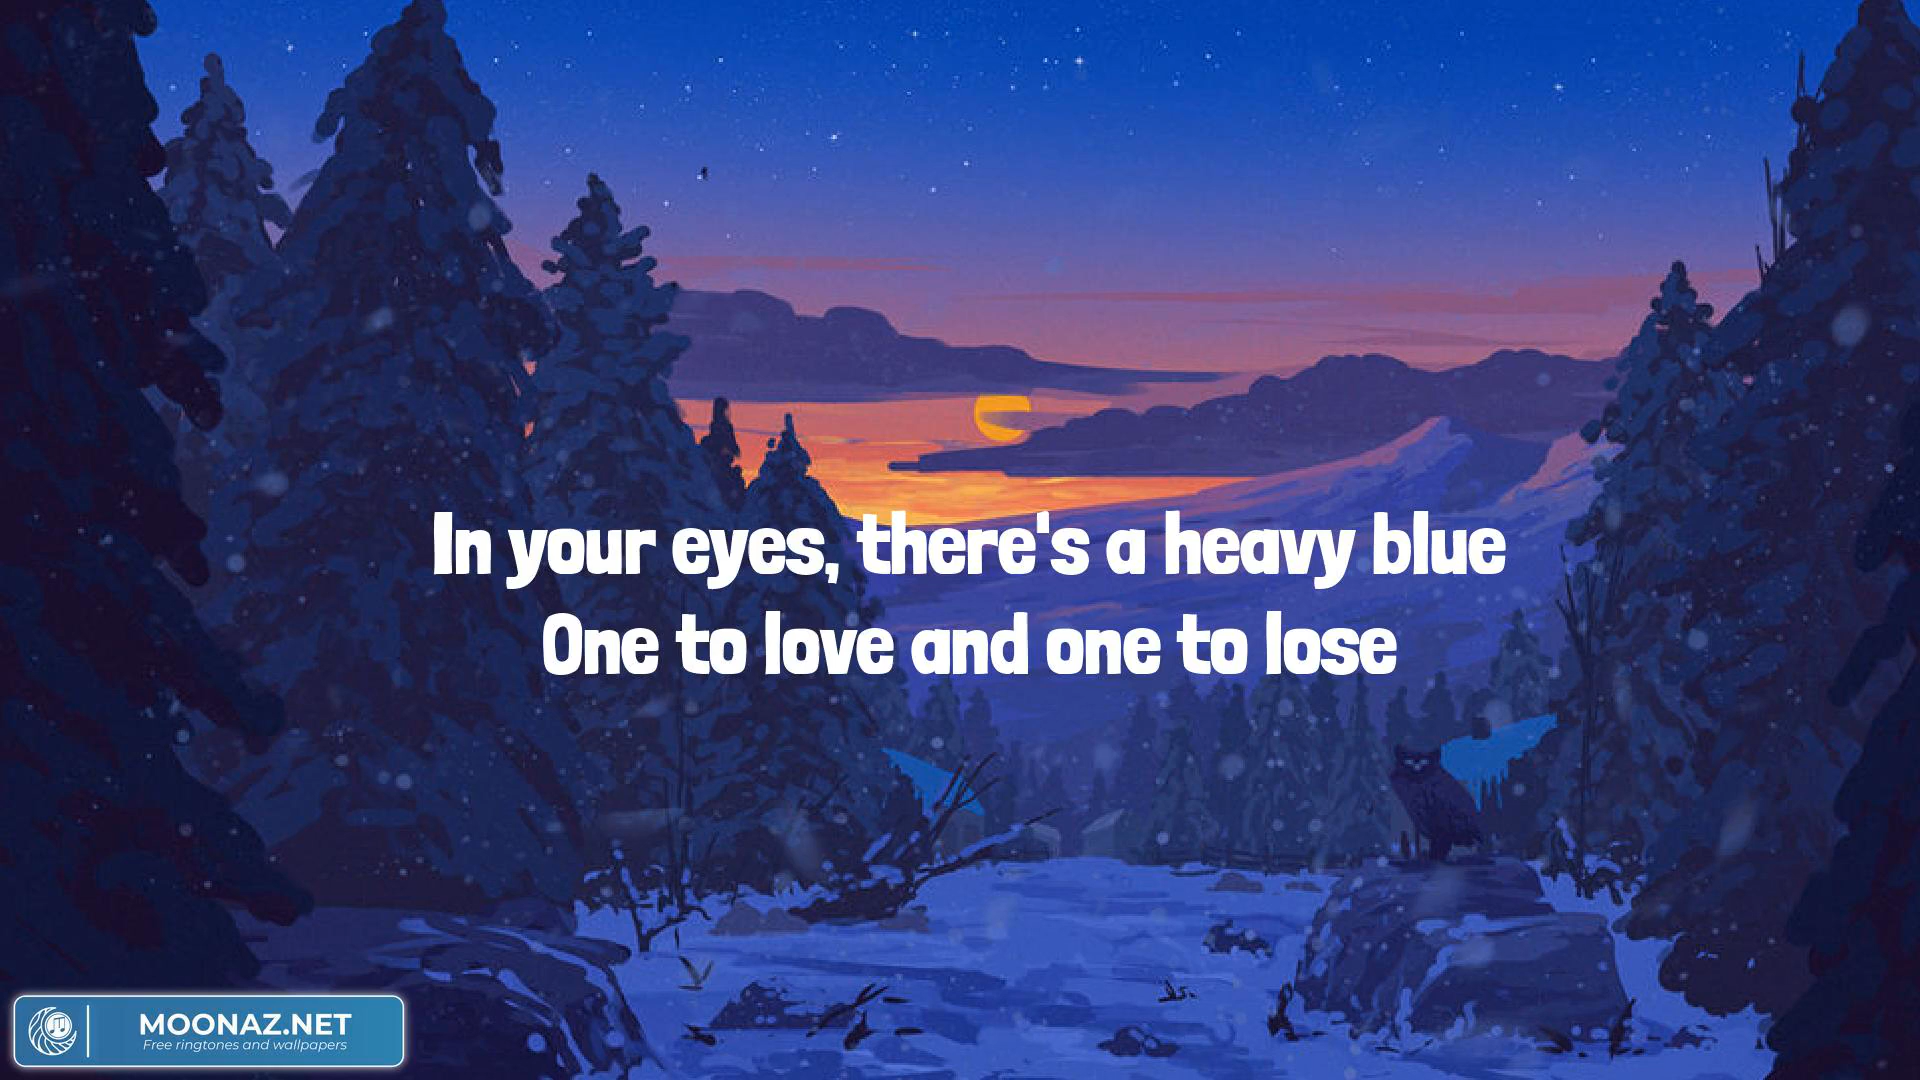 In your eyes, there's a heavy blue
One to love and one to lose
MOONAZ.NET
Free ringtones and wallpapers